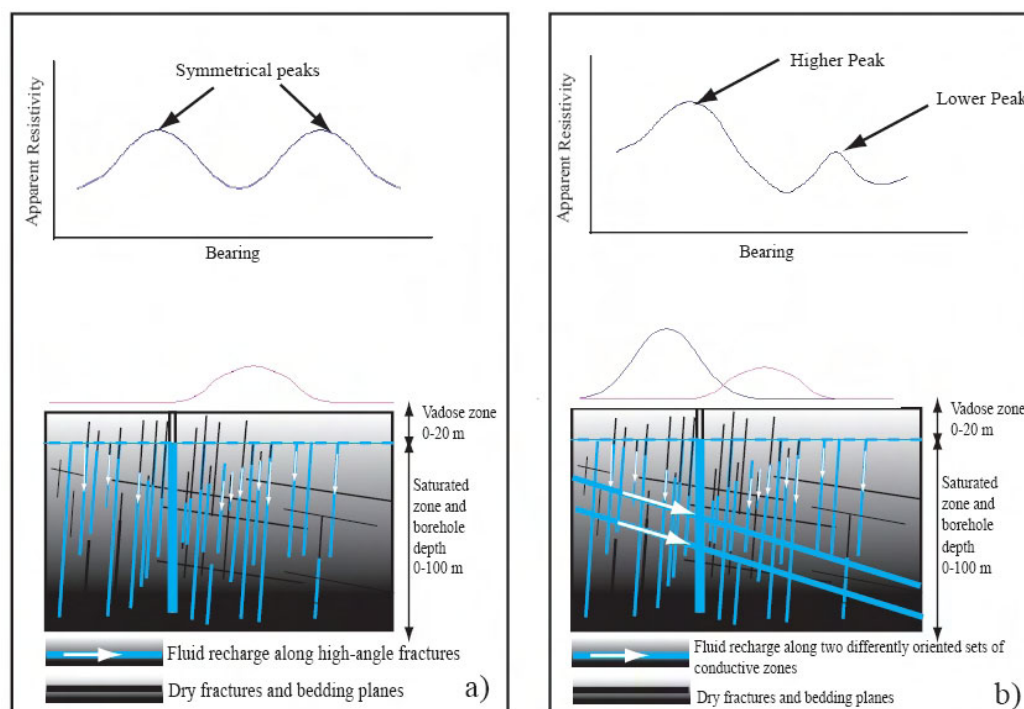 Symmetrical peaks
Apparent Resistivity
Bearing
Vadose zone
0-20 m
Saturated
zone and
borehole
depth
0-100 m
Fluid recharge along high-angle fractures
Dry fractures and bedding planes
a)
Higher Peak
Lower Peak
Apparent Resistivity
Bearing
Vadose zone
0-20 m
Saturated
zone and
borehole
depth
0-100 m
Fluid recharge along two differently oriented sets of
conductive zones
Dry fractures and bedding planes
b)